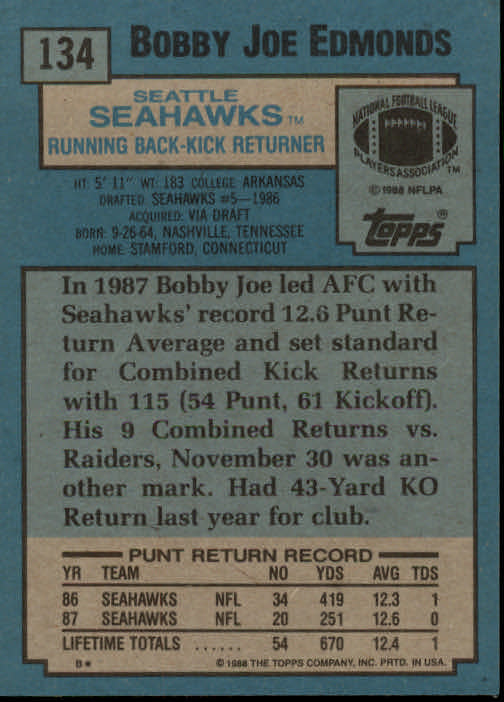 134
BOBBY JOE EDMONDS
SEATTLE
SEAHAWKS TM
RUNNING BACK-KICK RETURNER
NATIONAL FOOTBALL LEAGUE
PLAYERS ASSOCIATION TM
© 1988 NFLPA
topps®
HT: 5' 11" WT: 183 COLLEGE: ARKANSAS
DRAFTED: SEAHAWKS #5—1986
ACQUIRED: VIA DRAFT
BORN: 9-26-64, NASHVILLE, TENNESSEE
HOME: STAMFORD, CONNECTICUT
In 1987 Bobby Joe led AFC with
Seahawks' record 12.6 Punt Re-
turn Average and set standard
for Combined Kick Returns
with 115 (54 Punt, 61 Kickoff).
His 9 Combined Returns vs.
Raiders, November 30 was an-
other mark. Had 43-Yard KO
Return last year for club.
PUNT RETURN RECORD
YR TEAM NO YDS AVG TDS
86 SEAHAWKS NFL 34 419 12.3 1
87 SEAHAWKS NFL 20 251 12.6 0
LIFETIME TOTALS ...... 54 670 12.4 1
B* © 1988 THE TOPPS COMPANY, INC. PRTD. IN USA.